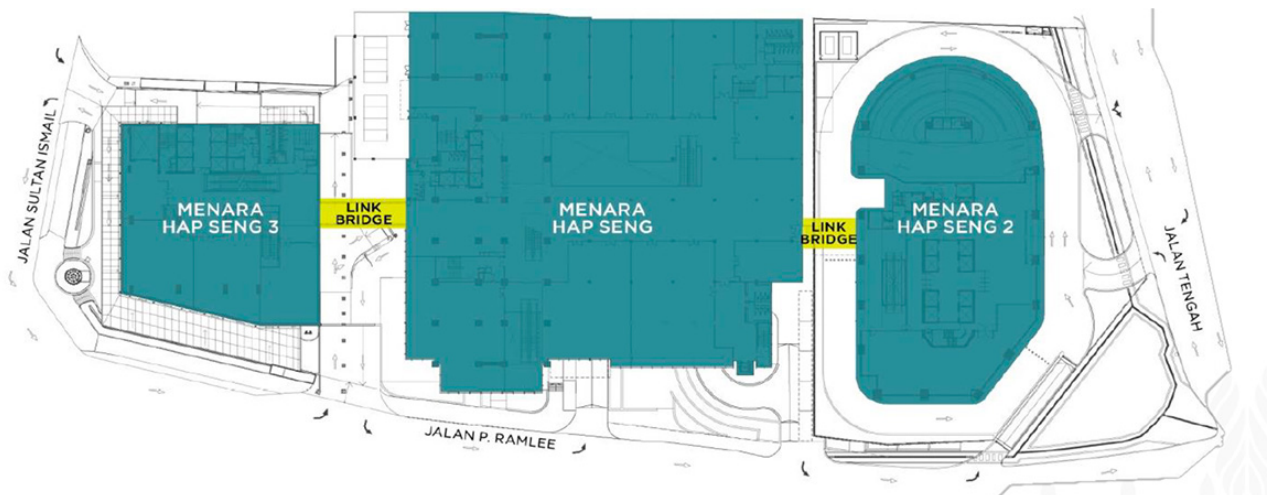 JALAN SULTAN ISMAIL
MENARA
HAP SENG 3
LINK
BRIDGE
MENARA
HAP SENG
LINK
BRIDGE
MENARA
HAP SENG 2
JALAN TENGAH
JALAN P. RAMLEE